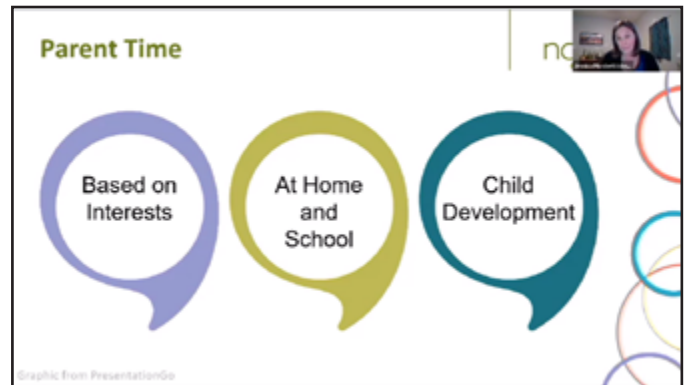 Parent Time
Based on
Interests
At Home
and
School
Child
Development
Graphic from PresentationGo